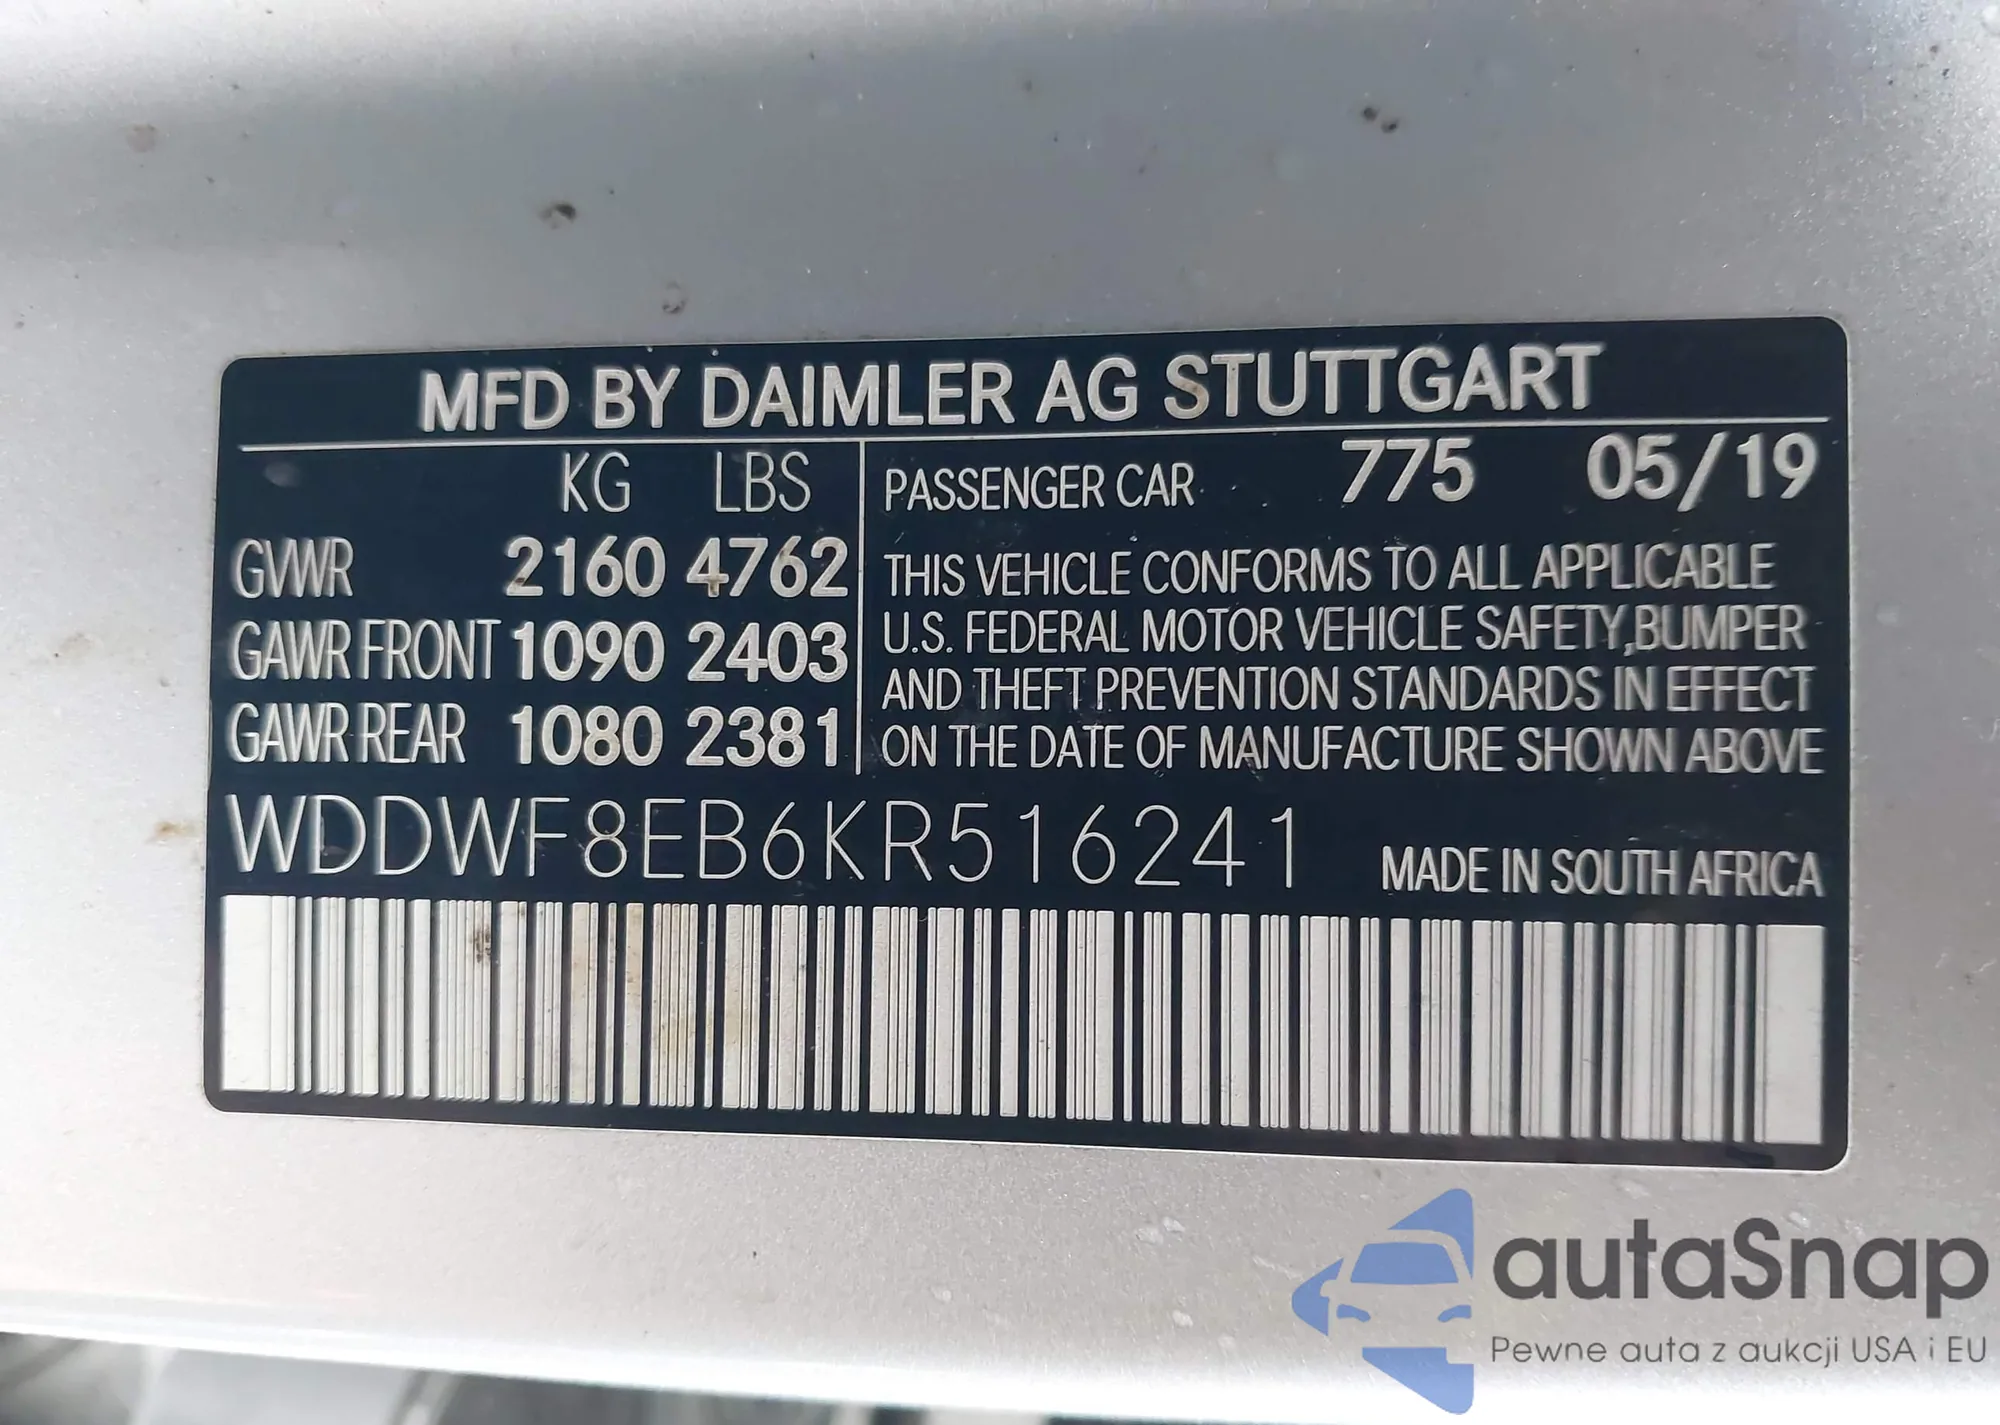 MFD BY DAIMLER AG STUTTGART
KG LBS
GVWR 2160 4762
GAWR FRONT 1090 2403
GAWR REAR 1080 2381
PASSENGER CAR 775 05/19
THIS VEHICLE CONFORMS TO ALL APPLICABLE
U.S. FEDERAL MOTOR VEHICLE SAFETY,BUMPER
AND THEFT PREVENTION STANDARDS IN EFFECT
ON THE DATE OF MANUFACTURE SHOWN ABOVE
WDDWF8EB6KR516241
MADE IN SOUTH AFRICA
autaSnap
Pewne auta z aukcji USA i EU